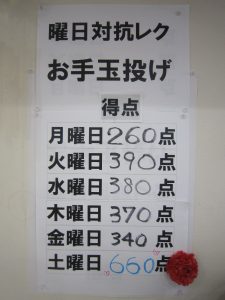 曜日対抗レク
お手玉投げ
得点
月曜日260点
火曜日390点
水曜日380点
木曜日370点
金曜日340点
土曜日660点